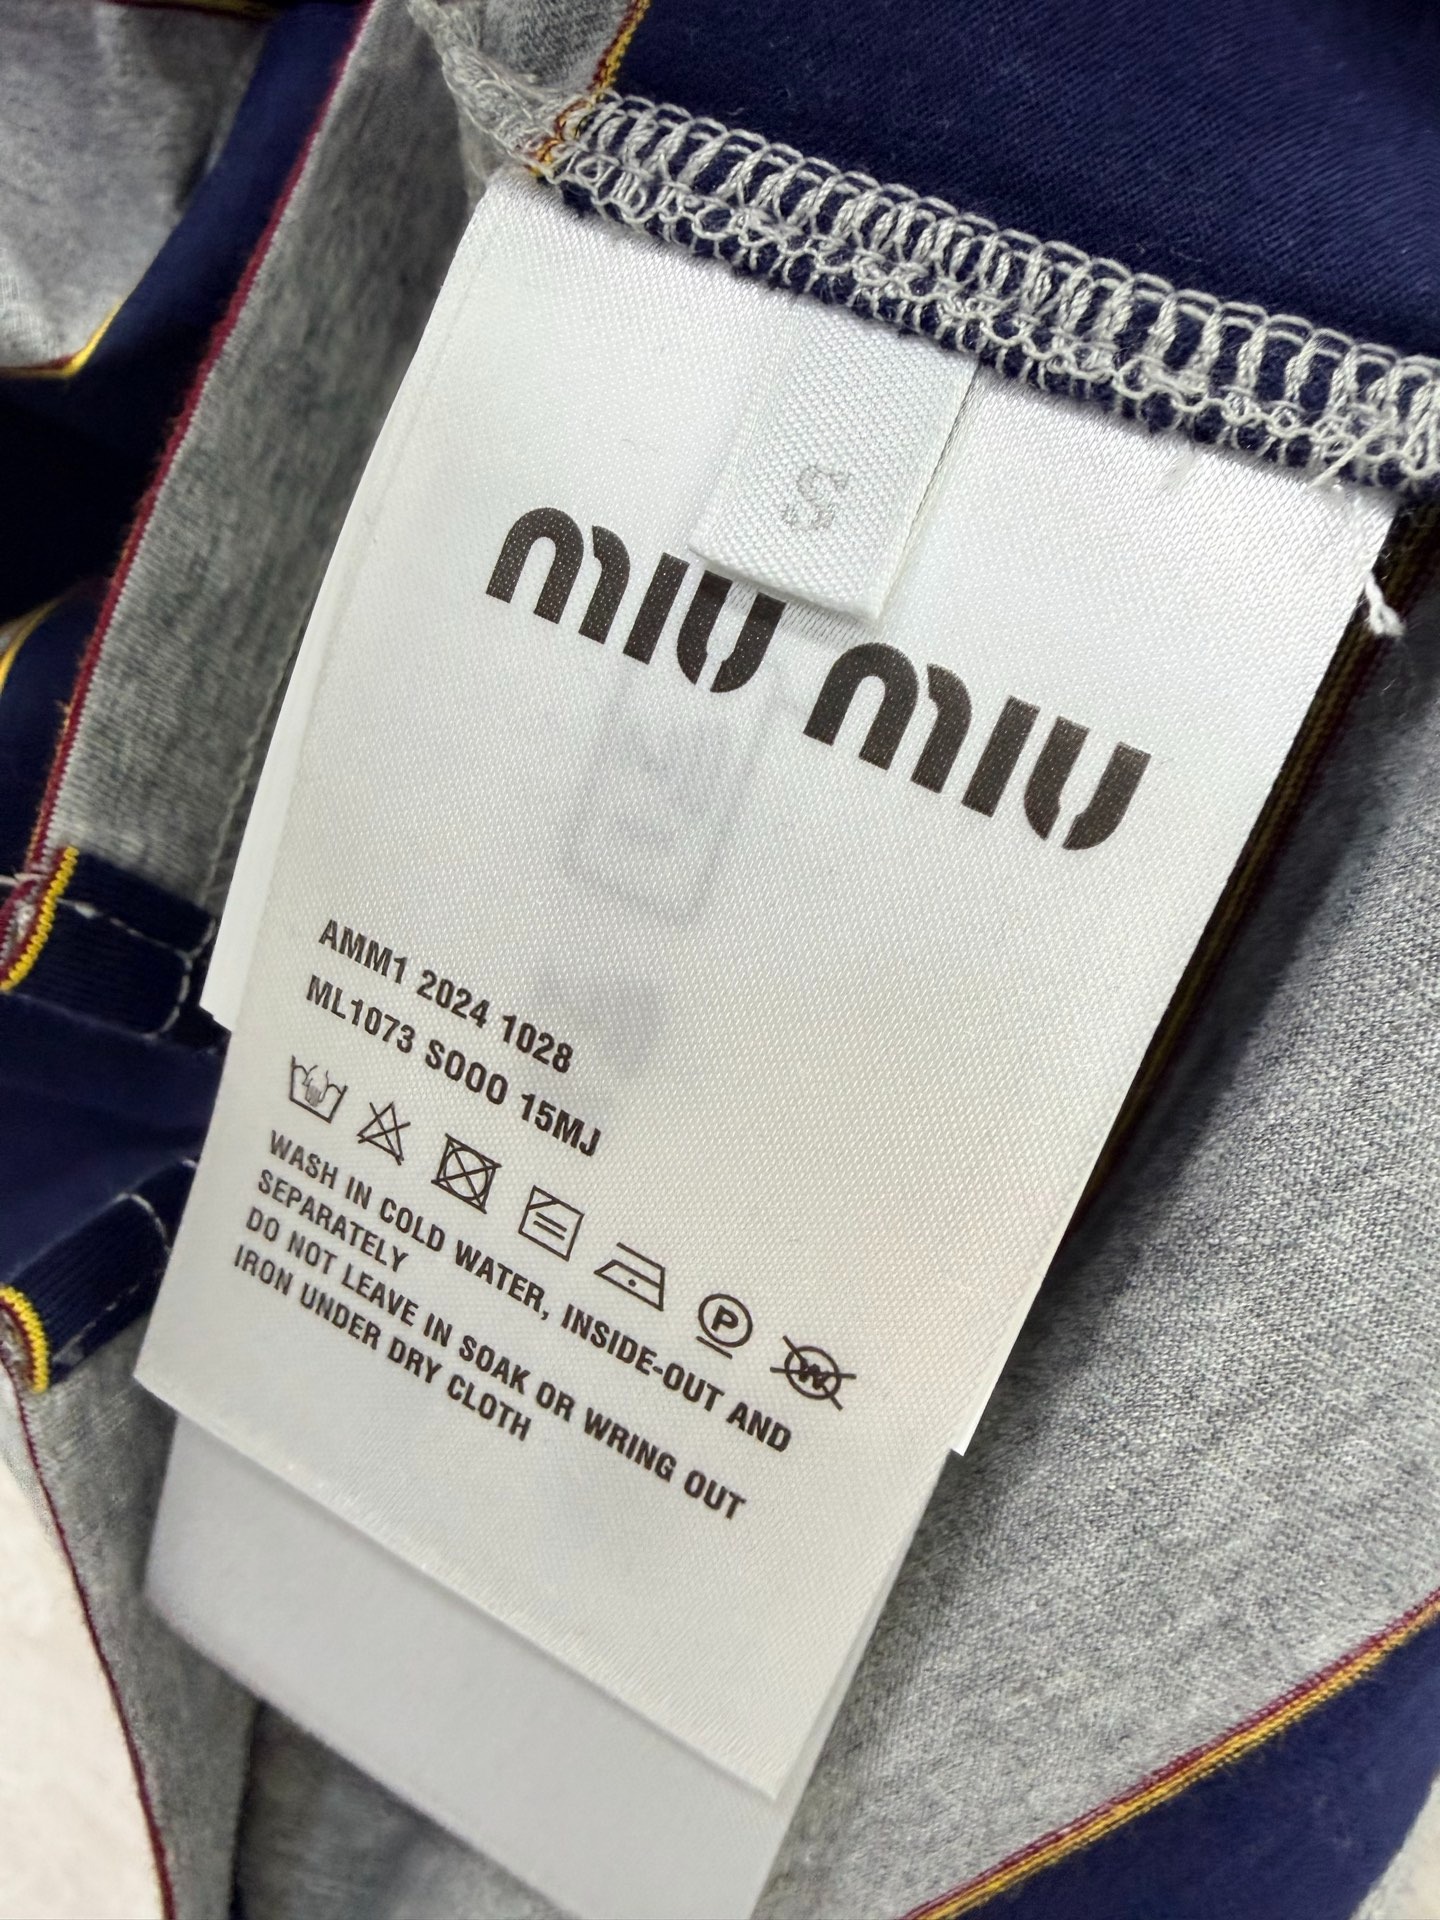 S
miu miu
AMM1 2024 1028
ML1073 S000 15MJ
P
W
WASH IN COLD WATER, INSIDE-OUT AND
SEPARATELY
DO NOT LEAVE IN SOAK OR WRING OUT
IRON UNDER DRY CLOTH